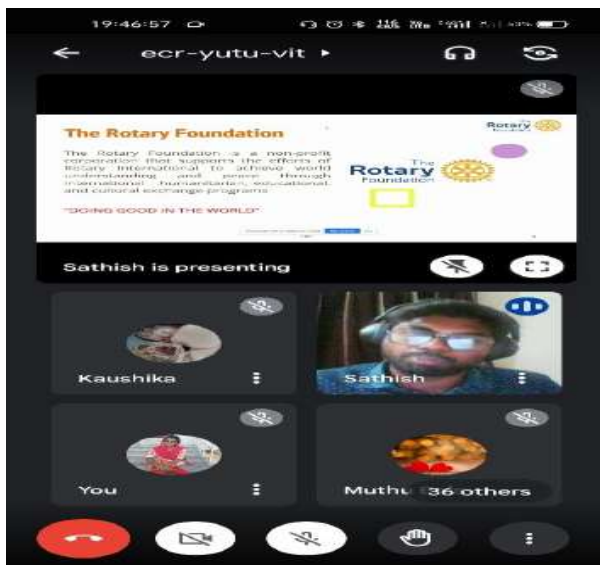 19:46:57
ecr-yutu-vit
The Rotary Foundation
The Rotary
The Rotary Foundation is a non-profit
corporation that supports the efforts of
Rotary International to achieve world
understanding and peace through
international humanitarian, educational,
and cultural exchange programs
The
Rotary
Foundation
"DOING GOOD IN THE WORLD"
Sathish is presenting
Kaushika
Sathish
You
Muthu
36 others